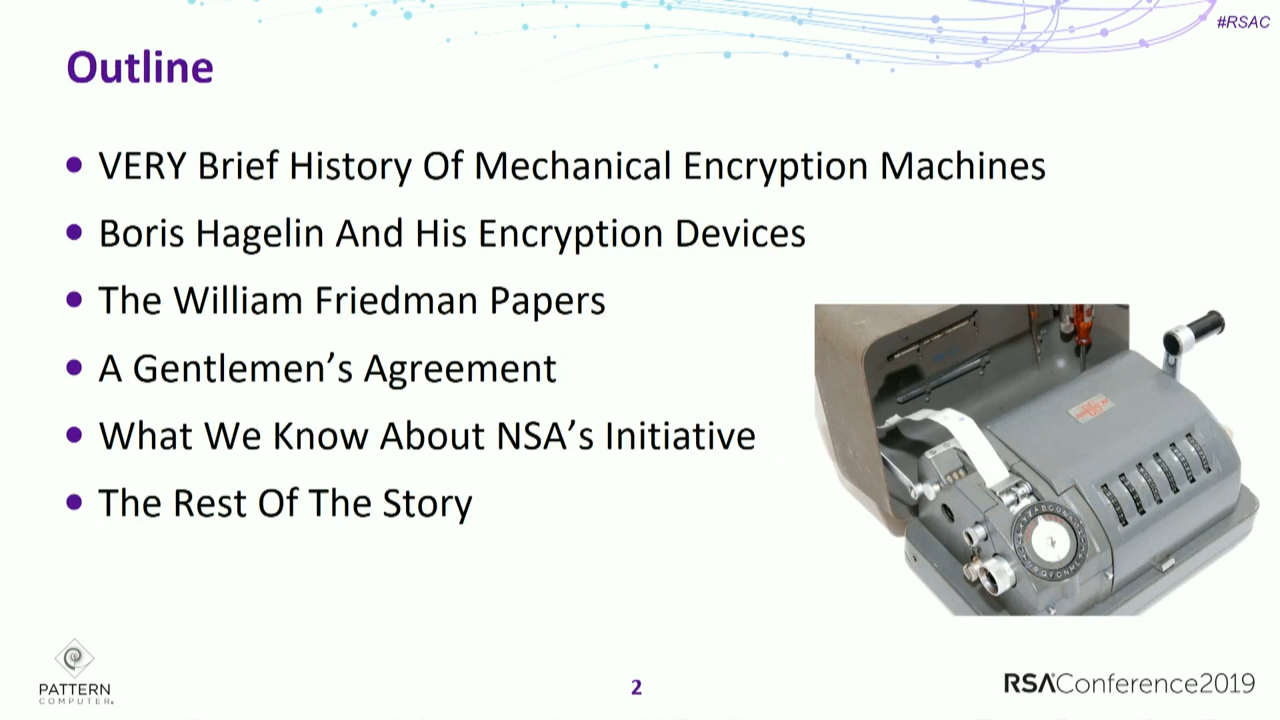 #RSAC
Outline
VERY Brief History Of Mechanical Encryption Machines
Boris Hagelin And His Encryption Devices
The William Friedman Papers
A Gentlemen’s Agreement
What We Know About NSA’s Initiative
The Rest Of The Story
PATTERN
COMPUTER
2
RSAConference2019